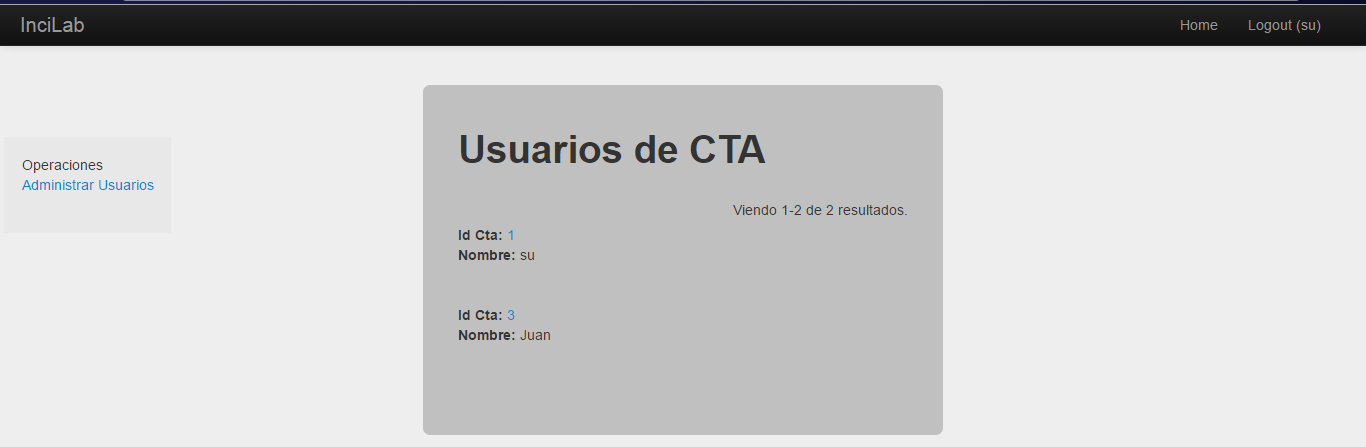 InciLab
Home
Logout (su)
Operaciones
Administrar Usuarios
Usuarios de CTA
Viendo 1-2 de 2 resultados.
Id Cta: 1
Nombre: su
Id Cta: 3
Nombre: Juan